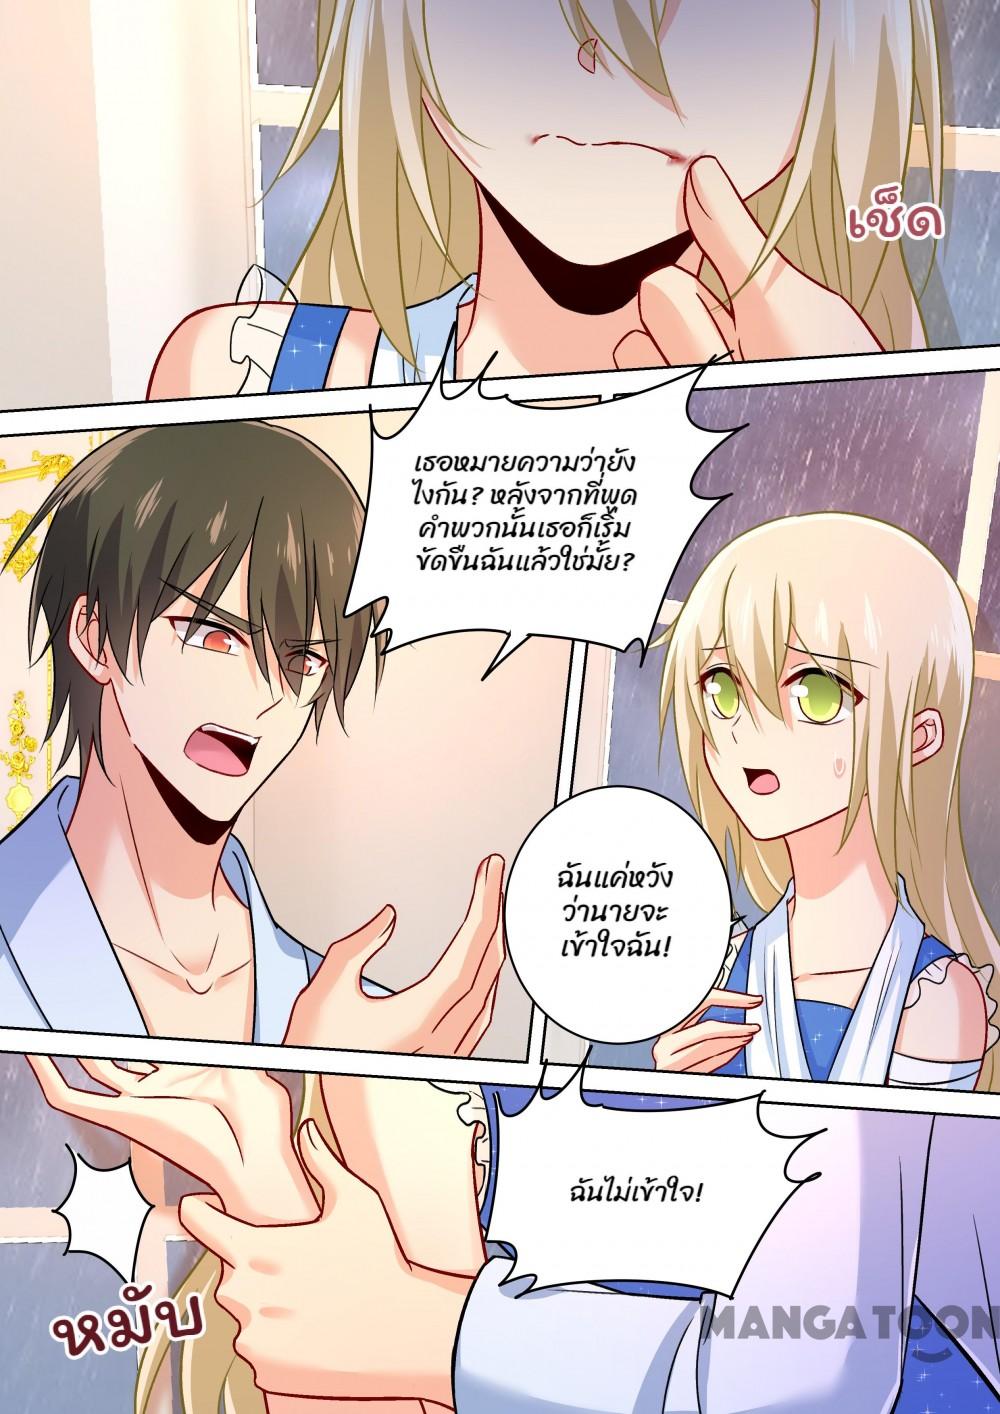 เช็ด
เธอหมายความว่ายัง
ไงกัน? หลังจากที่พูด
คำพวกนั้นเธอก็เริ่ม
ขัดขืนฉันแล้วใช่มั้ย?
ฉันแค่หวัง
ว่านายจะ
เข้าใจฉัน!
ฉันไม่เข้าใจ!
หมับ
MANGATOON